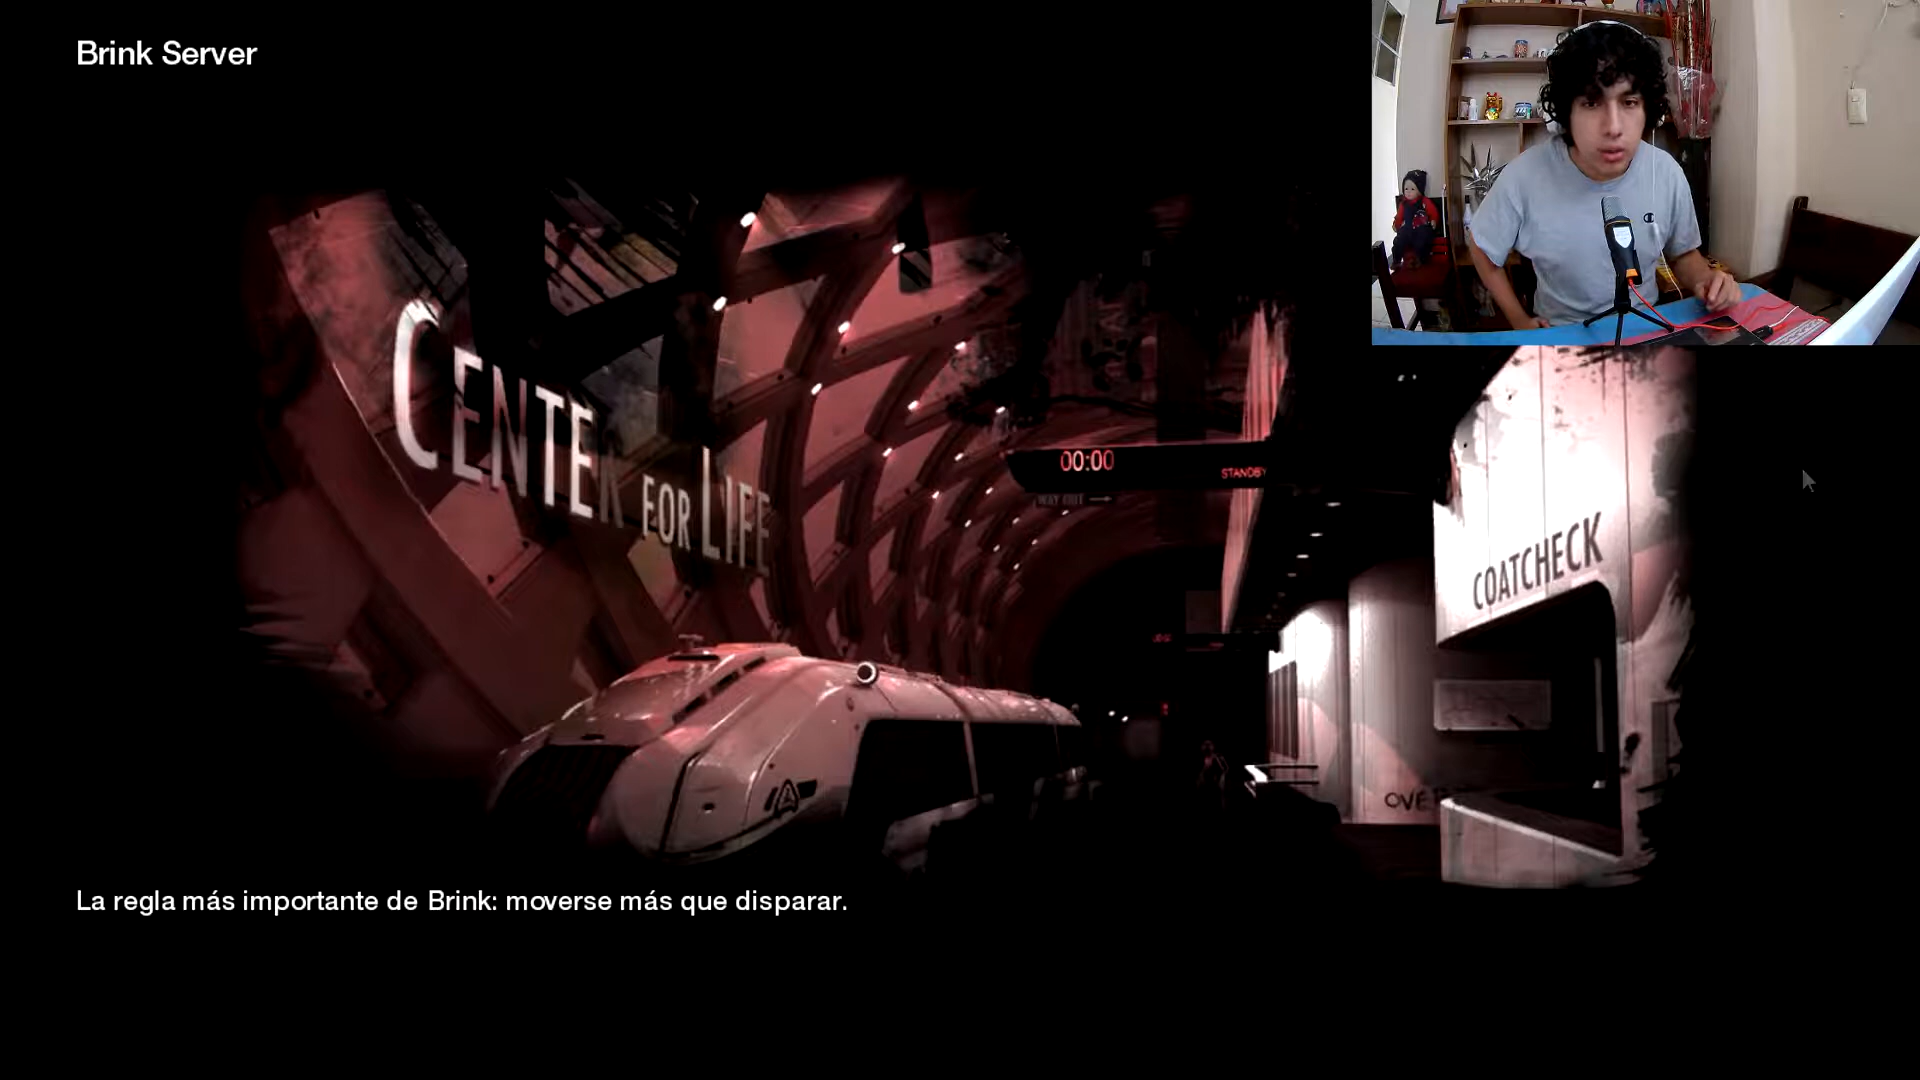 Brink Server
CENTER FOR LIFE
00:00
STANDBY
WAY OUT
COATCHECK
La regla más importante de Brink: moverse más que disparar.